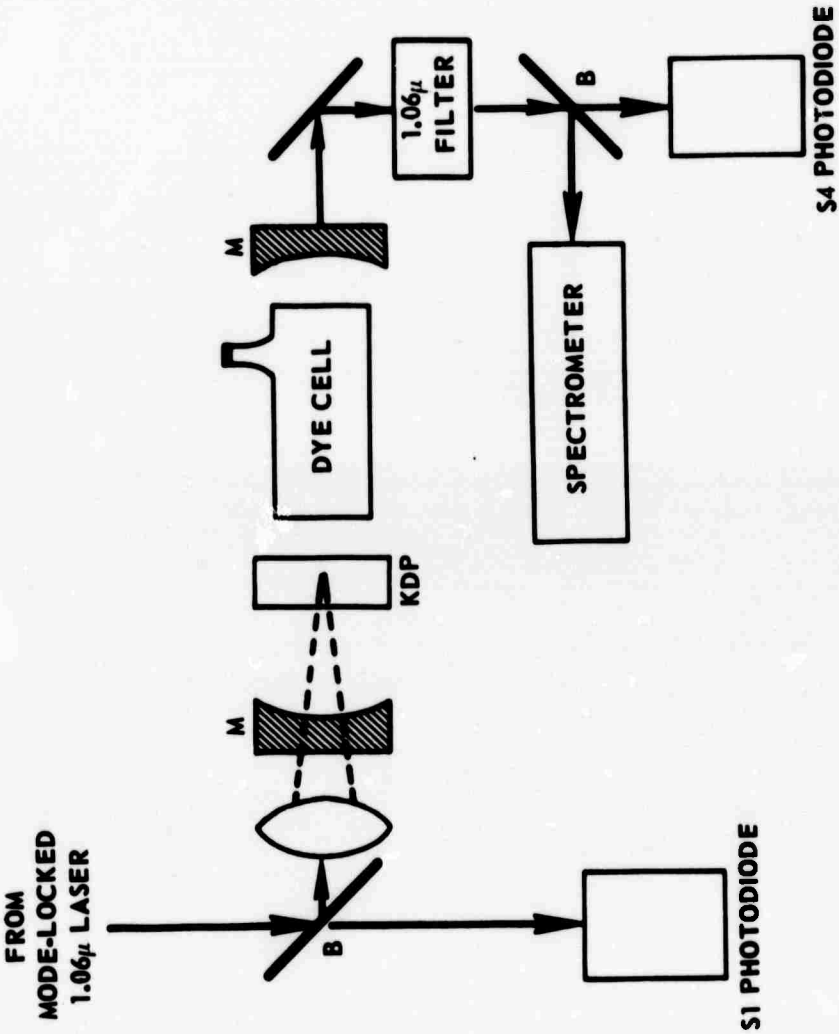 FROM
MODE-LOCKED
1.06μ LASER
B
S1 PHOTODIODE
M
KDP
DYE CELL
M
1.06μ
FILTER
B
SPECTROMETER
S4 PHOTODIODE